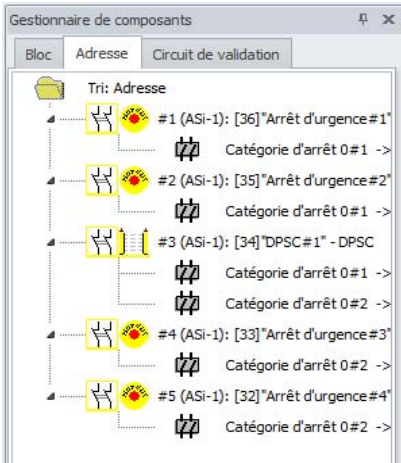 Gestionnaire de composants
Bloc Adresse Circuit de validation
Tri: Adresse
#1 (ASi-1): [36]"Arrêt d'urgence#1"
Catégorie d'arrêt 0#1 ->
#2 (ASi-1): [35]"Arrêt d'urgence#2"
Catégorie d'arrêt 0#1 ->
#3 (ASi-1): [34]"DPSC#1" - DPSC
Catégorie d'arrêt 0#1 ->
Catégorie d'arrêt 0#2 ->
#4 (ASi-1): [33]"Arrêt d'urgence#3"
Catégorie d'arrêt 0#2 ->
#5 (ASi-1): [32]"Arrêt d'urgence#4"
Catégorie d'arrêt 0#2 ->